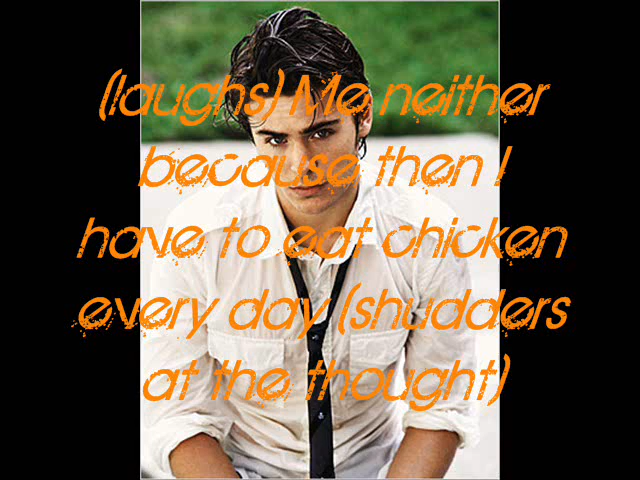 (laughs) Me neither
because then I
have to eat chicken
every day (shudders
at the thought)